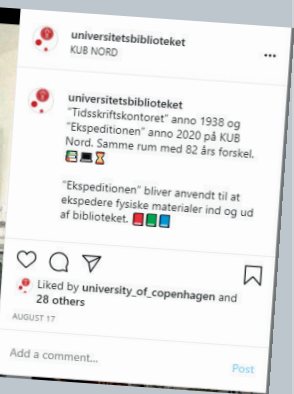 universitetsbiblioteket
KUB NORD
universitetsbiblioteket
"Tidsskriftskontoret" anno 1938 og
"Ekspeditionen" anno 2020 på KUB
Nord. Samme rum med 82 års forskel.
📚💻⌛
"Ekspeditionen" bliver anvendt til at
ekspedere fysiske materialer ind og ud
af biblioteket. 📕📗📘
Liked by university_of_copenhagen and
28 others
AUGUST 17
Add a comment...
Post